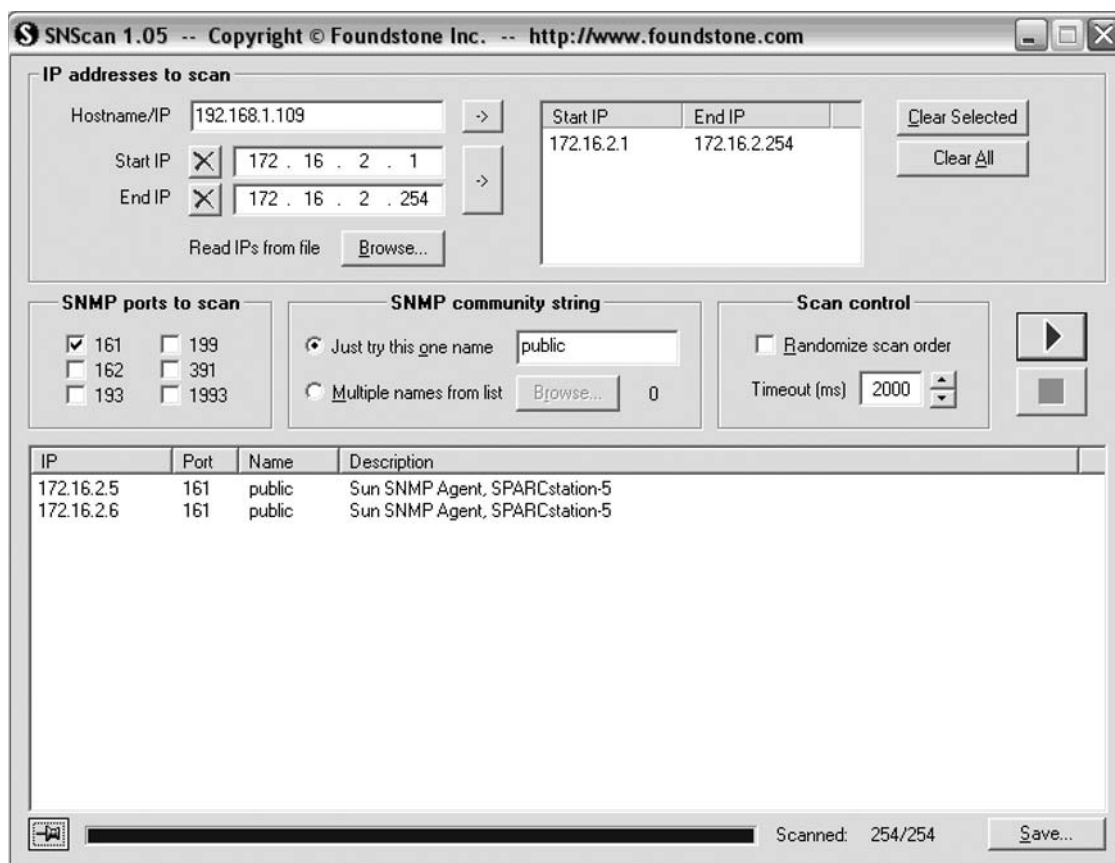 SNScan 1.05 -- Copyright © Foundstone Inc. -- http://www.foundstone.com
IP addresses to scan
Hostname/IP 192.168.1.109 ->
Start IP 172 . 16 . 2 . 1
End IP 172 . 16 . 2 . 254
->
Read IPs from file Browse...
Start IP End IP
172.16.2.1 172.16.2.254
Clear Selected
Clear All
SNMP ports to scan
161 199
162 391
193 1993
SNMP community string
Just try this one name public
Multiple names from list Browse... 0
Scan control
Randomize scan order
Timeout (ms) 2000
IP Port Name Description
172.16.2.5 161 public Sun SNMP Agent, SPARCstation-5
172.16.2.6 161 public Sun SNMP Agent, SPARCstation-5
Scanned: 254/254 Save...